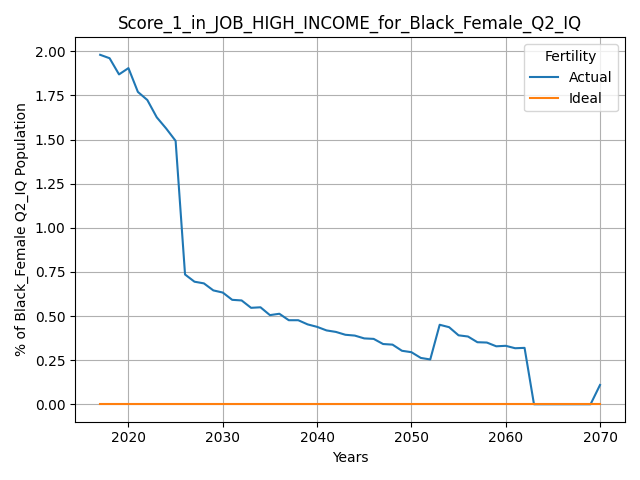 Score_1_in_JOB_HIGH_INCOME_for_Black_Female_Q2_IQ
% of Black_Female Q2_IQ Population
2.00
1.75
1.50
1.25
1.00
0.75
0.50
0.25
0.00
Fertility
Actual
Ideal
2020 2030 2040 2050 2060 2070
Years